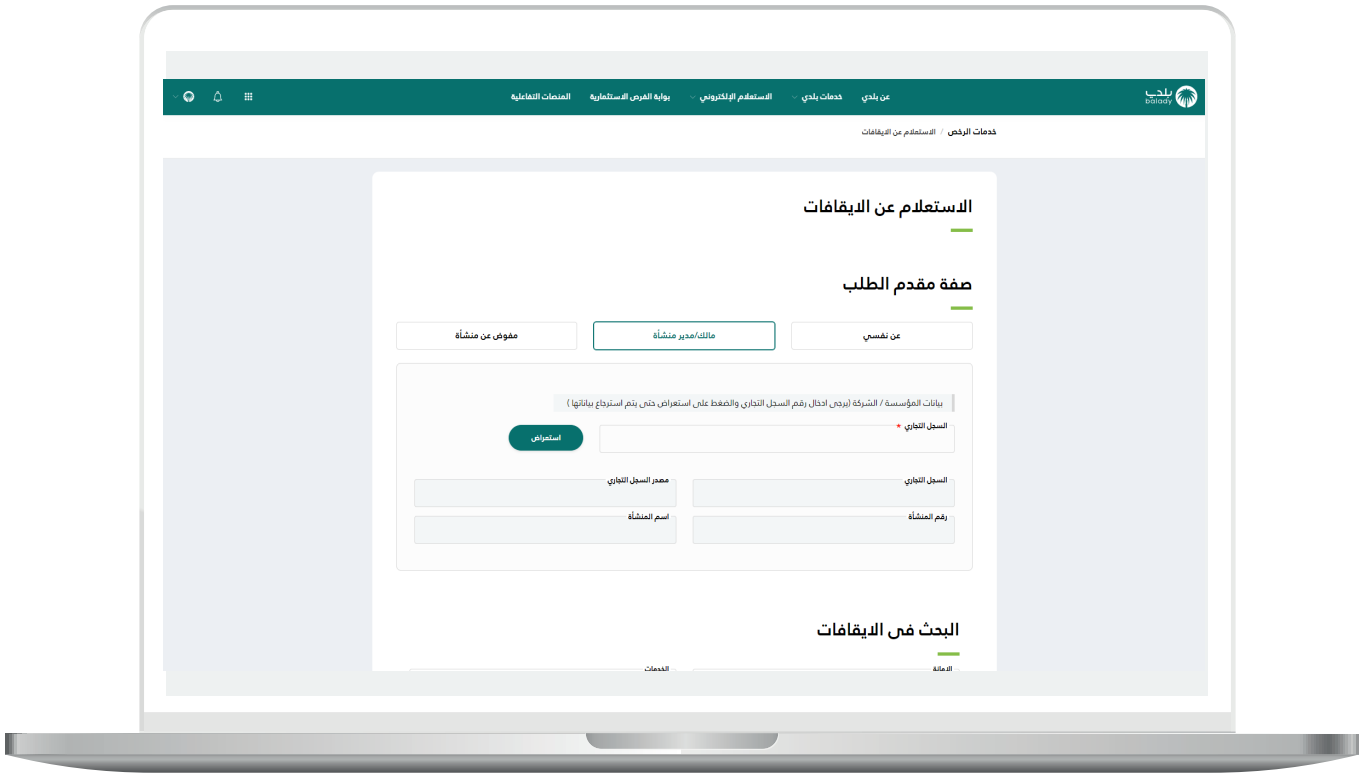 بلدي
balady
عن بلدي
خدمات بلدي
الاستعلام الإلكتروني
بوابة الفرص الاستثمارية
المنصات التفاعلية
خدمات الرخص / الاستعلام عن الايقافات
الاستعلام عن الايقافات
صفة مقدم الطلب
عن نفسي
مالك/مدير منشأة
مفوض عن منشأة
بيانات المؤسسة / الشركة (يرجى ادخال رقم السجل التجاري والضغط على استعراض حتى يتم استرجاع بياناتها )
السجل التجاري *
استعراض
السجل التجاري
مصدر السجل التجاري
رقم المنشأة
اسم المنشأة
البحث في الايقافات
الامانة
الخدمات